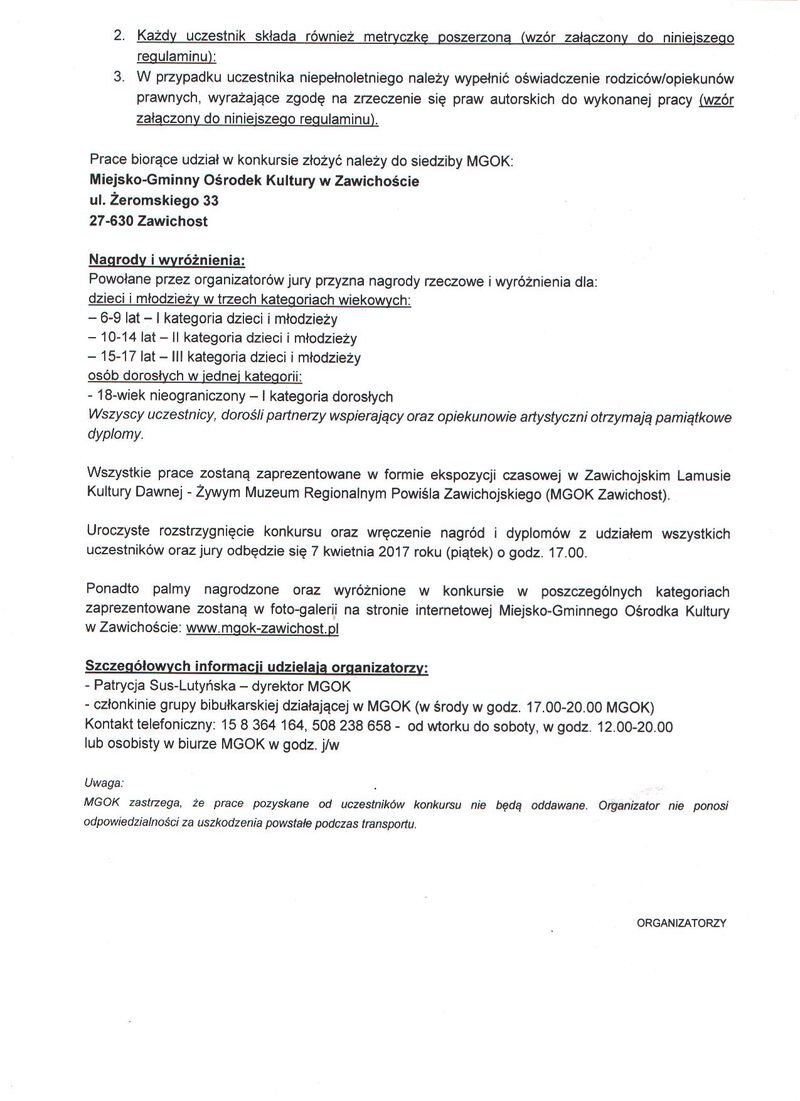 2. Każdy uczestnik składa również metryczkę poszerzoną (wzór załączony do niniejszego
regulaminu);
3. W przypadku uczestnika niepełnoletniego należy wypełnić oświadczenie rodziców/opiekunów
prawnych, wyrażające zgodę na zrzeczenie się praw autorskich do wykonanej pracy (wzór
załączony do niniejszego regulaminu).
Prace biorące udział w konkursie złożyć należy do siedziby MGOK:
Miejsko-Gminny Ośrodek Kultury w Zawichoście
ul. Żeromskiego 33
27-630 Zawichost
Nagrody i wyróżnienia:
Powołane przez organizatorów jury przyzna nagrody rzeczowe i wyróżnienia dla:
dzieci i młodzieży w trzech kategoriach wiekowych:
– 6-9 lat – I kategoria dzieci i młodzieży
– 10-14 lat – II kategoria dzieci i młodzieży
– 15-17 lat – III kategoria dzieci i młodzieży
osób dorosłych w jednej kategorii:
- 18-wiek nieograniczony – I kategoria dorosłych
Wszyscy uczestnicy, dorośli partnerzy wspierający oraz opiekunowie artystyczni otrzymają pamiątkowe
dyplomy.
Wszystkie prace zostaną zaprezentowane w formie ekspozycji czasowej w Zawichojskim Lamusie
Kultury Dawnej - Żywym Muzeum Regionalnym Powiśla Zawichojskiego (MGOK Zawichost).
Uroczyste rozstrzygnięcie konkursu oraz wręczenie nagród i dyplomów z udziałem wszystkich
uczestników oraz jury odbędzie się 7 kwietnia 2017 roku (piątek) o godz. 17.00.
Ponadto palmy nagrodzone oraz wyróżnione w konkursie w poszczególnych kategoriach
zaprezentowane zostaną w foto-galerii na stronie internetowej Miejsko-Gminnego Ośrodka Kultury
w Zawichoście: www.mgok-zawichost.pl
Szczegółowych informacji udzielają organizatorzy:
- Patrycja Sus-Lutyńska – dyrektor MGOK
- członkinie grupy bibułkarskiej działającej w MGOK (w środy w godz. 17.00-20.00 MGOK)
Kontakt telefoniczny: 15 8 364 164, 508 238 658 - od wtorku do soboty, w godz. 12.00-20.00
lub osobisty w biurze MGOK w godz. j/w
Uwaga:
MGOK zastrzega, że prace pozyskane od uczestników konkursu nie będą oddawane. Organizator nie ponosi
odpowiedzialności za uszkodzenia powstałe podczas transportu.
ORGANIZATORZY